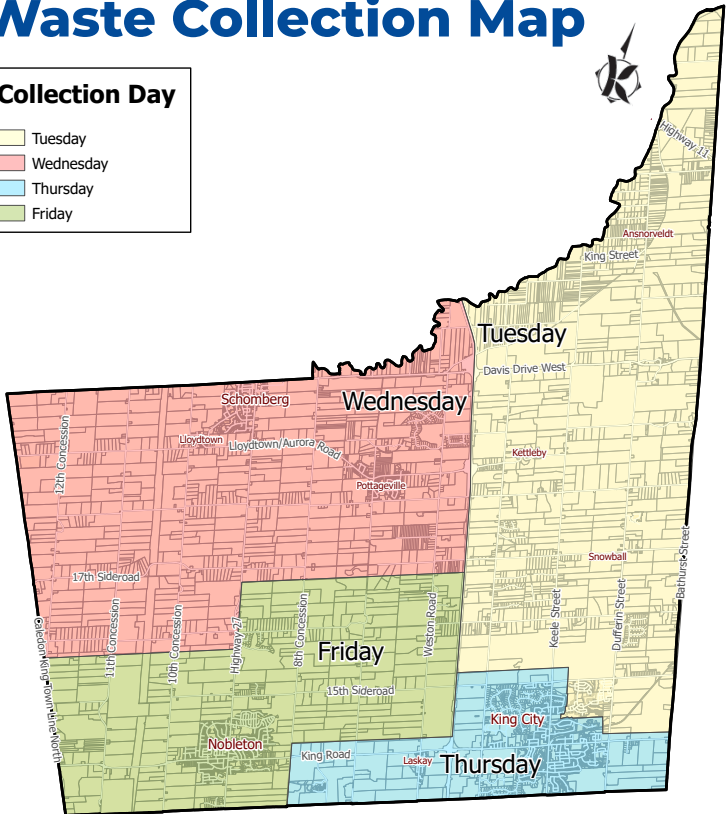 Waste Collection Map
Collection Day
Tuesday
Wednesday
Thursday
Friday
K
Highway 11
Ansnorveldt
King Street
Tuesday
Davis Drive West
Schomberg
Wednesday
12th Concession
Lloydtown
Lloydtown/Aurora Road
Kettleby
Pottageville
Snowball
Bathurst Street
17th Sideroad
Caledon-King Town Line North
11th Concession
10th Concession
Highway 27
8th Concession
Weston Road
Keele Street
Dufferin Street
Friday
15th Sideroad
King City
Nobleton
King Road
Laskay
Thursday